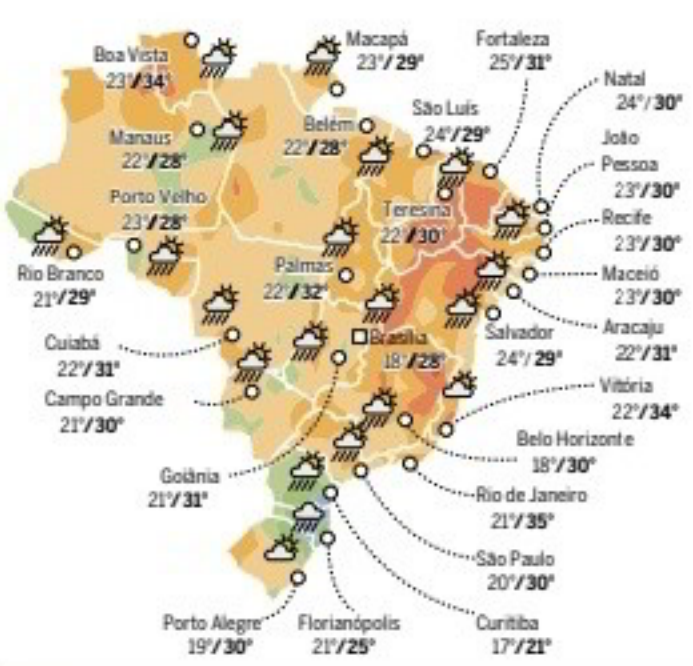 Boa Vista
23°/34°
Macapá
23°/29°
Fortaleza
25°/31°
Natal
24°/30°
João
Pessoa
23°/30°
São Luís
24°/29°
Belém
22°/28°
Manaus
22°/28°
Porto Velho
23°/28°
Teresina
22°/30°
Recife
23°/30°
Rio Branco
21°/29°
Palmas
22°/32°
Maceió
23°/30°
Cuiabá
22°/31°
Brasília
18°/28°
Salvador
24°/29°
Aracaju
22°/31°
Campo Grande
21°/30°
Vitória
22°/34°
Belo Horizonte
18°/30°
Goiânia
21°/31°
Rio de Janeiro
21°/35°
São Paulo
20°/30°
Porto Alegre
19°/30°
Florianópolis
21°/25°
Curitiba
17°/21°